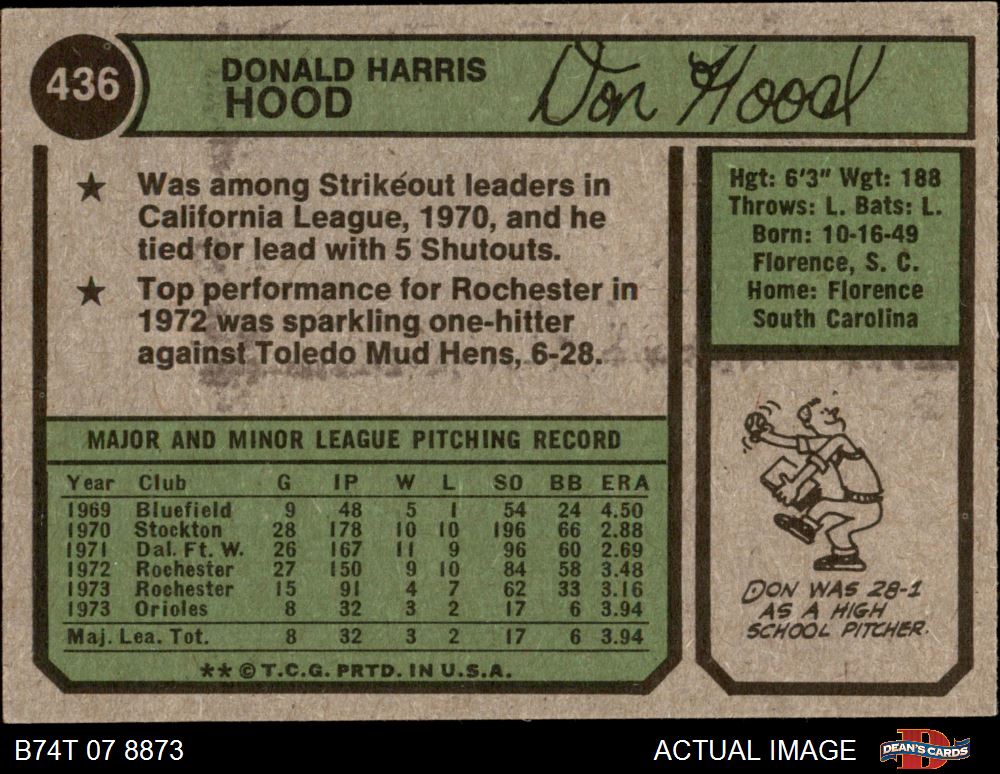 436
DONALD HARRIS
HOOD
Don Hood
★ Was among Strikeout leaders in
California League, 1970, and he
tied for lead with 5 Shutouts.
★ Top performance for Rochester in
1972 was sparkling one-hitter
against Toledo Mud Hens, 6-28.
Hgt: 6'3" Wgt: 188
Throws: L. Bats: L.
Born: 10-16-49
Florence, S. C.
Home: Florence
South Carolina
MAJOR AND MINOR LEAGUE PITCHING RECORD
Year Club G IP W L SO BB ERA
1969 Bluefield 9 48 5 1 54 24 4.50
1970 Stockton 28 178 10 10 196 66 2.88
1971 Dal. Ft. W. 26 167 11 9 96 60 2.69
1972 Rochester 27 150 9 10 84 58 3.48
1973 Rochester 15 91 4 7 62 33 3.16
1973 Orioles 8 32 3 2 17 6 3.94
Maj. Lea. Tot. 8 32 3 2 17 6 3.94
** © T.C.G. PRTD. IN U.S.A.
DON WAS 28-1
AS A HIGH
SCHOOL PITCHER.
B74T 07 8873
ACTUAL IMAGE
DEAN'S CARDS